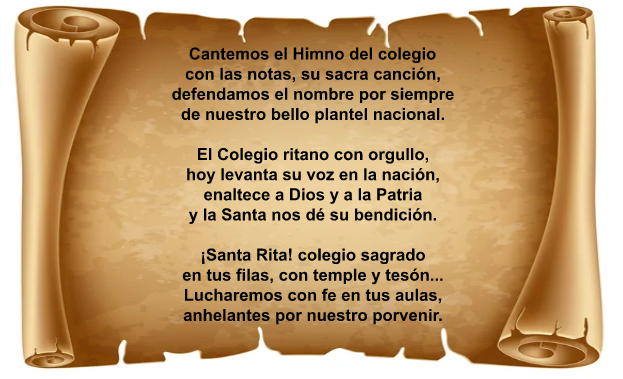 Cantemos el Himno del colegio
con las notas, su sacra canción,
defendamos el nombre por siempre
de nuestro bello plantel nacional.
El Colegio ritano con orgullo,
hoy levanta su voz en la nación,
enaltece a Dios y a la Patria
y la Santa nos dé su bendición.
¡Santa Rita! colegio sagrado
en tus filas, con temple y tesón...
Lucharemos con fe en tus aulas,
anhelantes por nuestro porvenir.